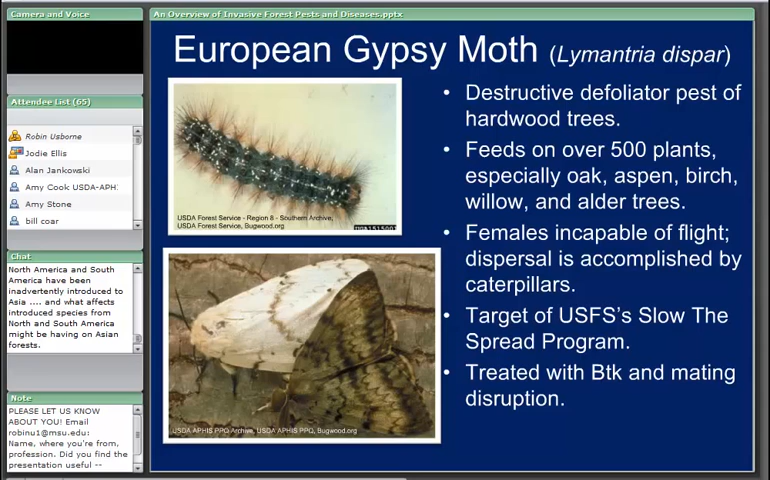 Camera and Voice
An Overview of Invasive Forest Pests and Diseases.pptx
Attendee List (65)
Robin Usborne
Jodie Ellis
Alan Jankowski
Amy Cook USDA-APH
Amy Stone
bill coar
Chat
North America and South
America have been
inadvertently introduced to
Asia .... and what affects
introduced species from
North and South America
might be having on Asian
forests.
Note
PLEASE LET US KNOW
ABOUT YOU! Email
robinu1@msu.edu:
Name, where you're from,
profession. Did you find the
presentation useful --
European Gypsy Moth (Lymantria dispar)
USDA Forest Service - Region 8 - Southern Archive,
USDA Forest Service, Bugwood.org
USDA APHIS PPQ Archive, USDA APHIS PPQ, Bugwood.org
• Destructive defoliator pest of
hardwood trees.
• Feeds on over 500 plants,
especially oak, aspen, birch,
willow, and alder trees.
• Females incapable of flight;
dispersal is accomplished by
caterpillars.
• Target of USFS's Slow The
Spread Program.
• Treated with Btk and mating
disruption.